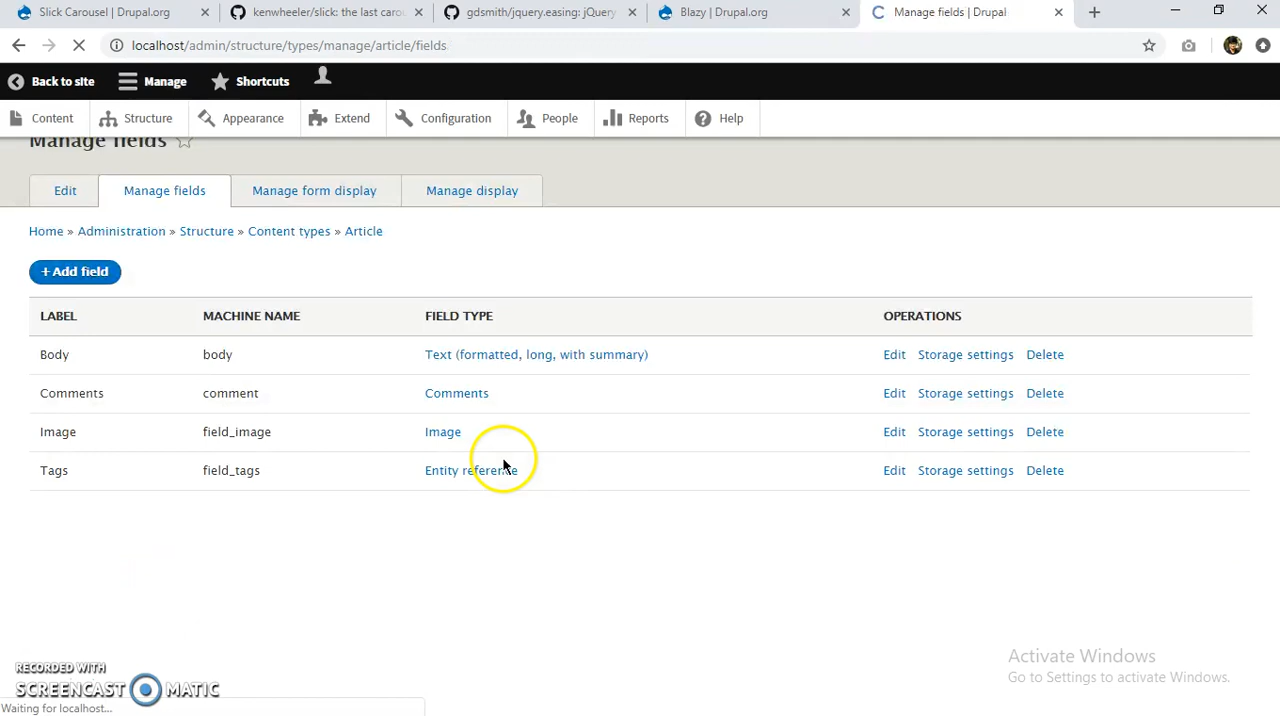 Slick Carousel | Drupal.org
kenwheeler/slick: the last carou
gdsmith/jquery.easing: jQuery
Blazy | Drupal.org
Manage fields | Drupal
localhost/admin/structure/types/manage/article/fields
Back to site
Manage
Shortcuts
Content
Structure
Appearance
Extend
Configuration
People
Reports
Help
Manage fields
Edit
Manage fields
Manage form display
Manage display
Home » Administration » Structure » Content types » Article
+ Add field
LABEL MACHINE NAME FIELD TYPE OPERATIONS
Body body Text (formatted, long, with summary) Edit Storage settings Delete
Comments comment Comments Edit Storage settings Delete
Image field_image Image Edit Storage settings Delete
Tags field_tags Entity reference Edit Storage settings Delete
Activate Windows
Go to Settings to activate Windows.
RECORDED WITH
SCREENCAST MATIC
Waiting for localhost...